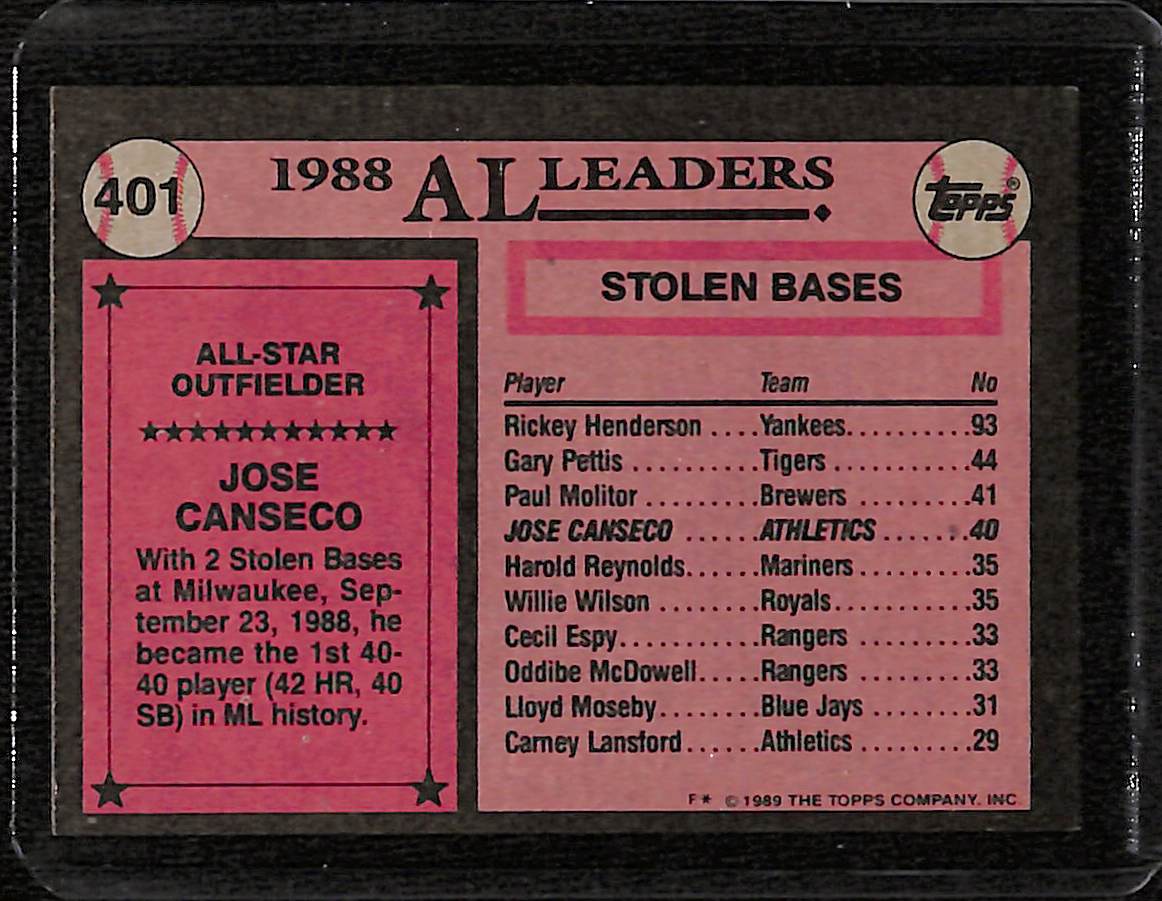 401
1988 AL LEADERS
topps®
ALL-STAR
OUTFIELDER
JOSE
CANSECO
With 2 Stolen Bases
at Milwaukee, Sep-
tember 23, 1988, he
became the 1st 40-
40 player (42 HR, 40
SB) in ML history.
STOLEN BASES
Player Team No
Rickey Henderson ....Yankees..........93
Gary Pettis ..........Tigers ...........44
Paul Molitor .........Brewers ..........41
JOSE CANSECO ......ATHLETICS .......40
Harold Reynolds......Mariners .........35
Willie Wilson ........Royals...........35
Cecil Espy...........Rangers .........33
Oddibe McDowell.....Rangers .........33
Lloyd Moseby........Blue Jays ........31
Carney Lansford......Athletics .........29
F* © 1989 THE TOPPS COMPANY, INC